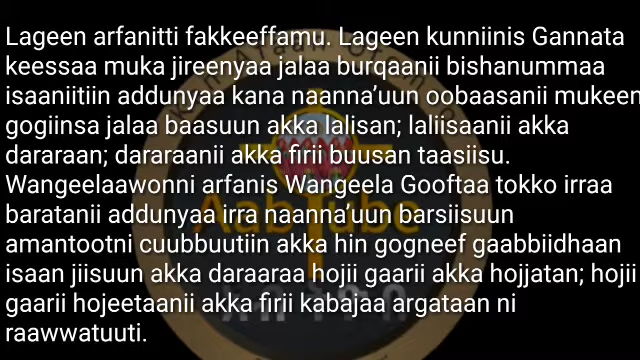 Lageen arfanitti fakkeeffamu. Lageen kunniinis Gannata
keessaa muka jireenyaa jalaa burqaanii bishanummaa
isaaniitiin addunyaa kana naanna’uun oobaasanii mukeen
gogiinsa jalaa baasuun akka lalisan; laliisaanii akka
dararaan; dararaanii akka firii buusan taasiisu.
Wangeelaawonni arfanis Wangeela Gooftaa tokko irraa
baratanii addunyaa irra naanna’uun barsiisuun
amantootni cuubbuutiin akka hin gogneef gaabbiidhaan
isaan jiisuun akka daraaraa hojii gaarii akka hojjatan; hojii
gaarii hojeetaanii akka firii kabajaa argataan ni
raawwatuuti.
AabTube